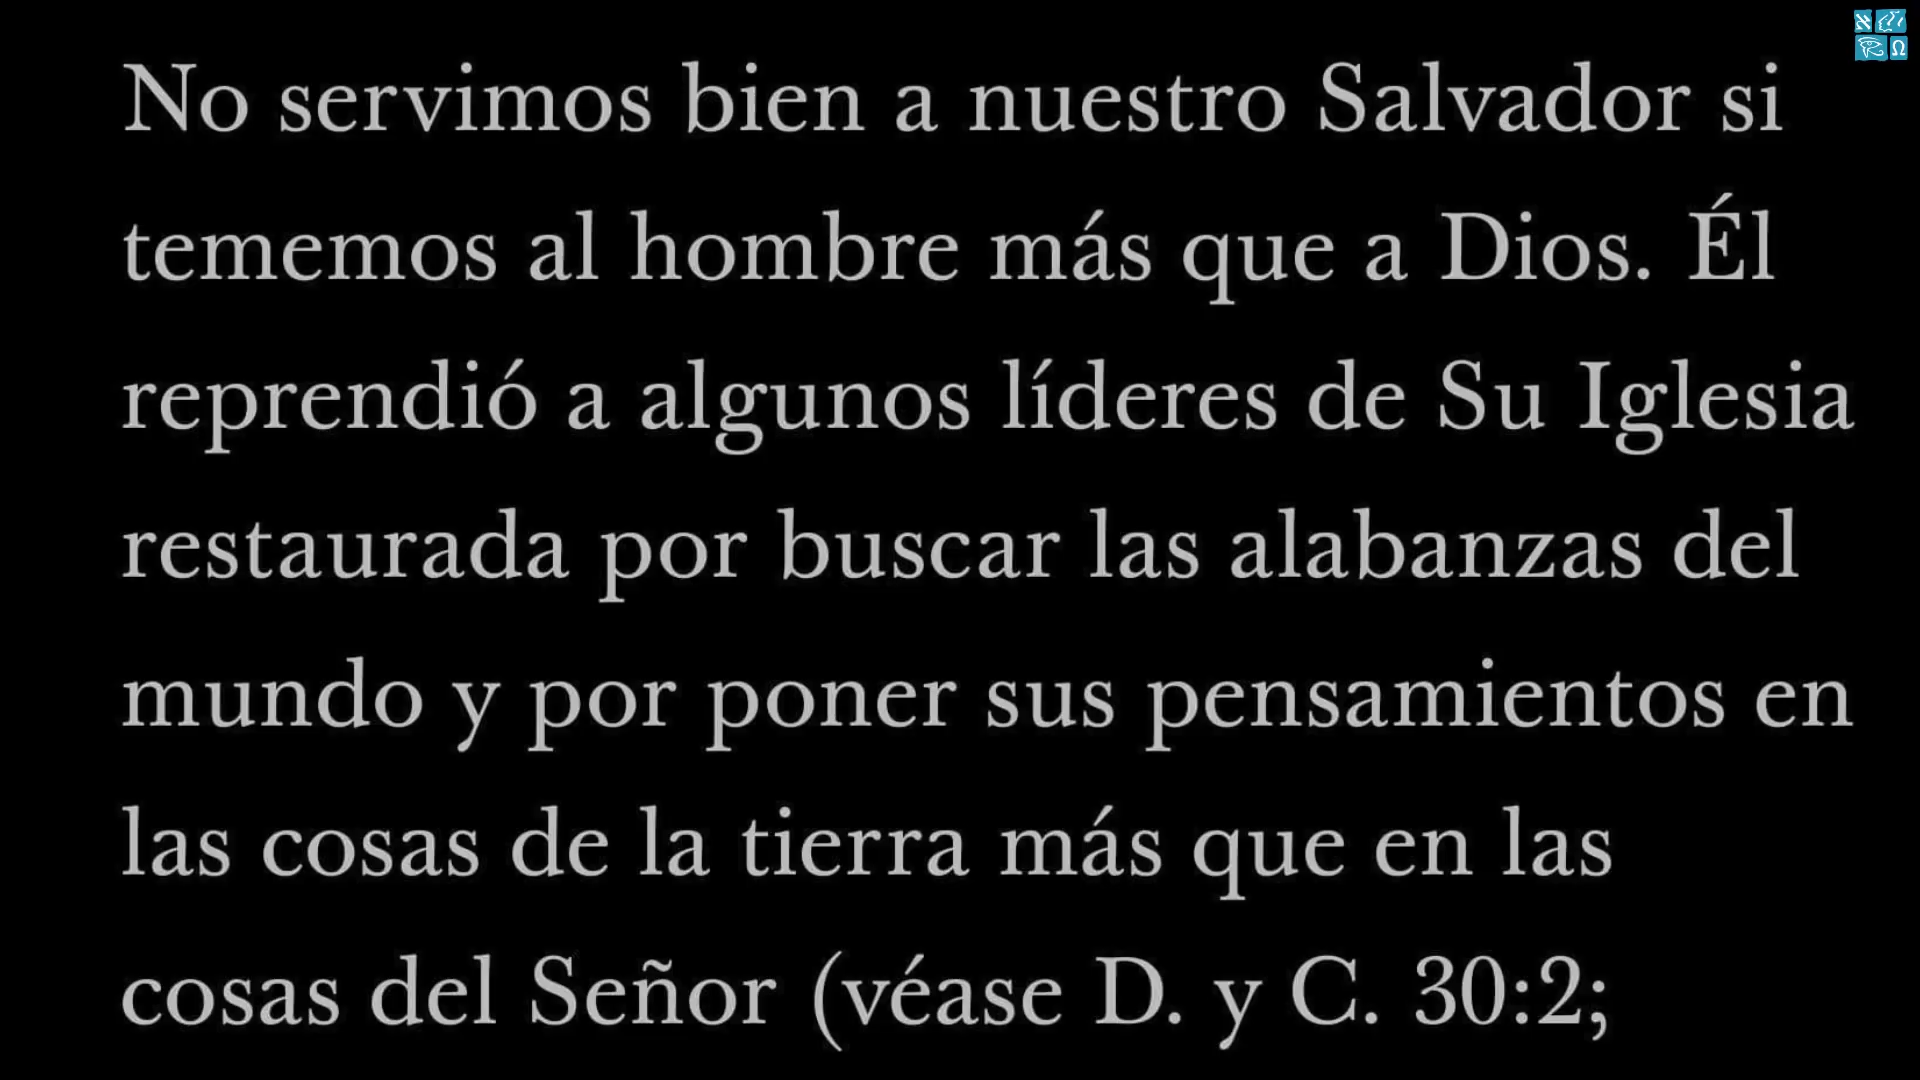 No servimos bien a nuestro Salvador si
tememos al hombre más que a Dios. Él
reprendió a algunos líderes de Su Iglesia
restaurada por buscar las alabanzas del
mundo y por poner sus pensamientos en
las cosas de la tierra más que en las
cosas del Señor (véase D. y C. 30:2;